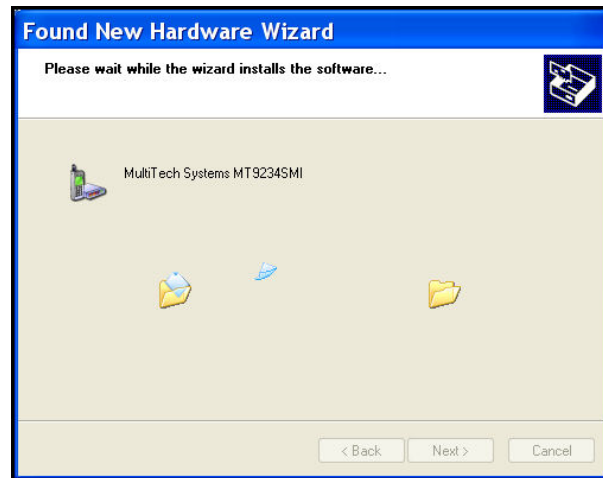 Found New Hardware Wizard
Please wait while the wizard installs the software...
MultiTech Systems MT9234SMI
< Back
Next >
Cancel